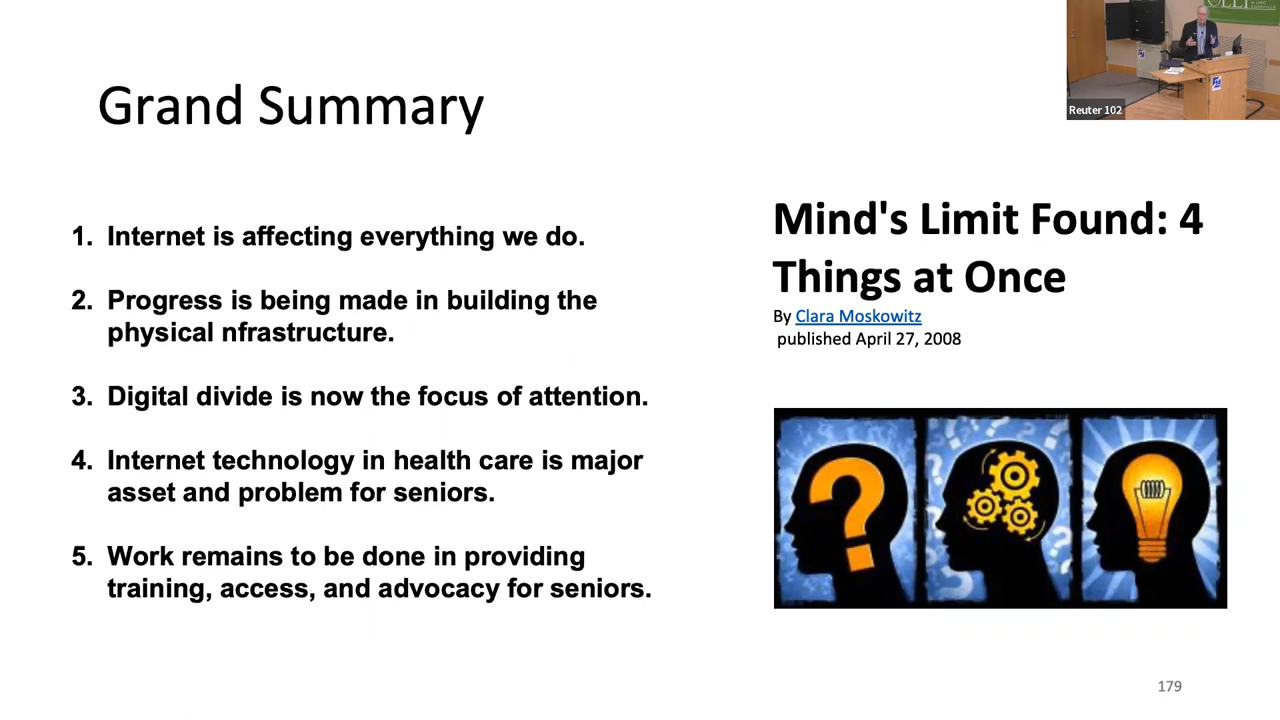 OLLI
Reuter 102
Grand Summary
1. Internet is affecting everything we do.
2. Progress is being made in building the
physical nfrastructure.
3. Digital divide is now the focus of attention.
4. Internet technology in health care is major
asset and problem for seniors.
5. Work remains to be done in providing
training, access, and advocacy for seniors.
Mind's Limit Found: 4
Things at Once
By Clara Moskowitz
published April 27, 2008
179